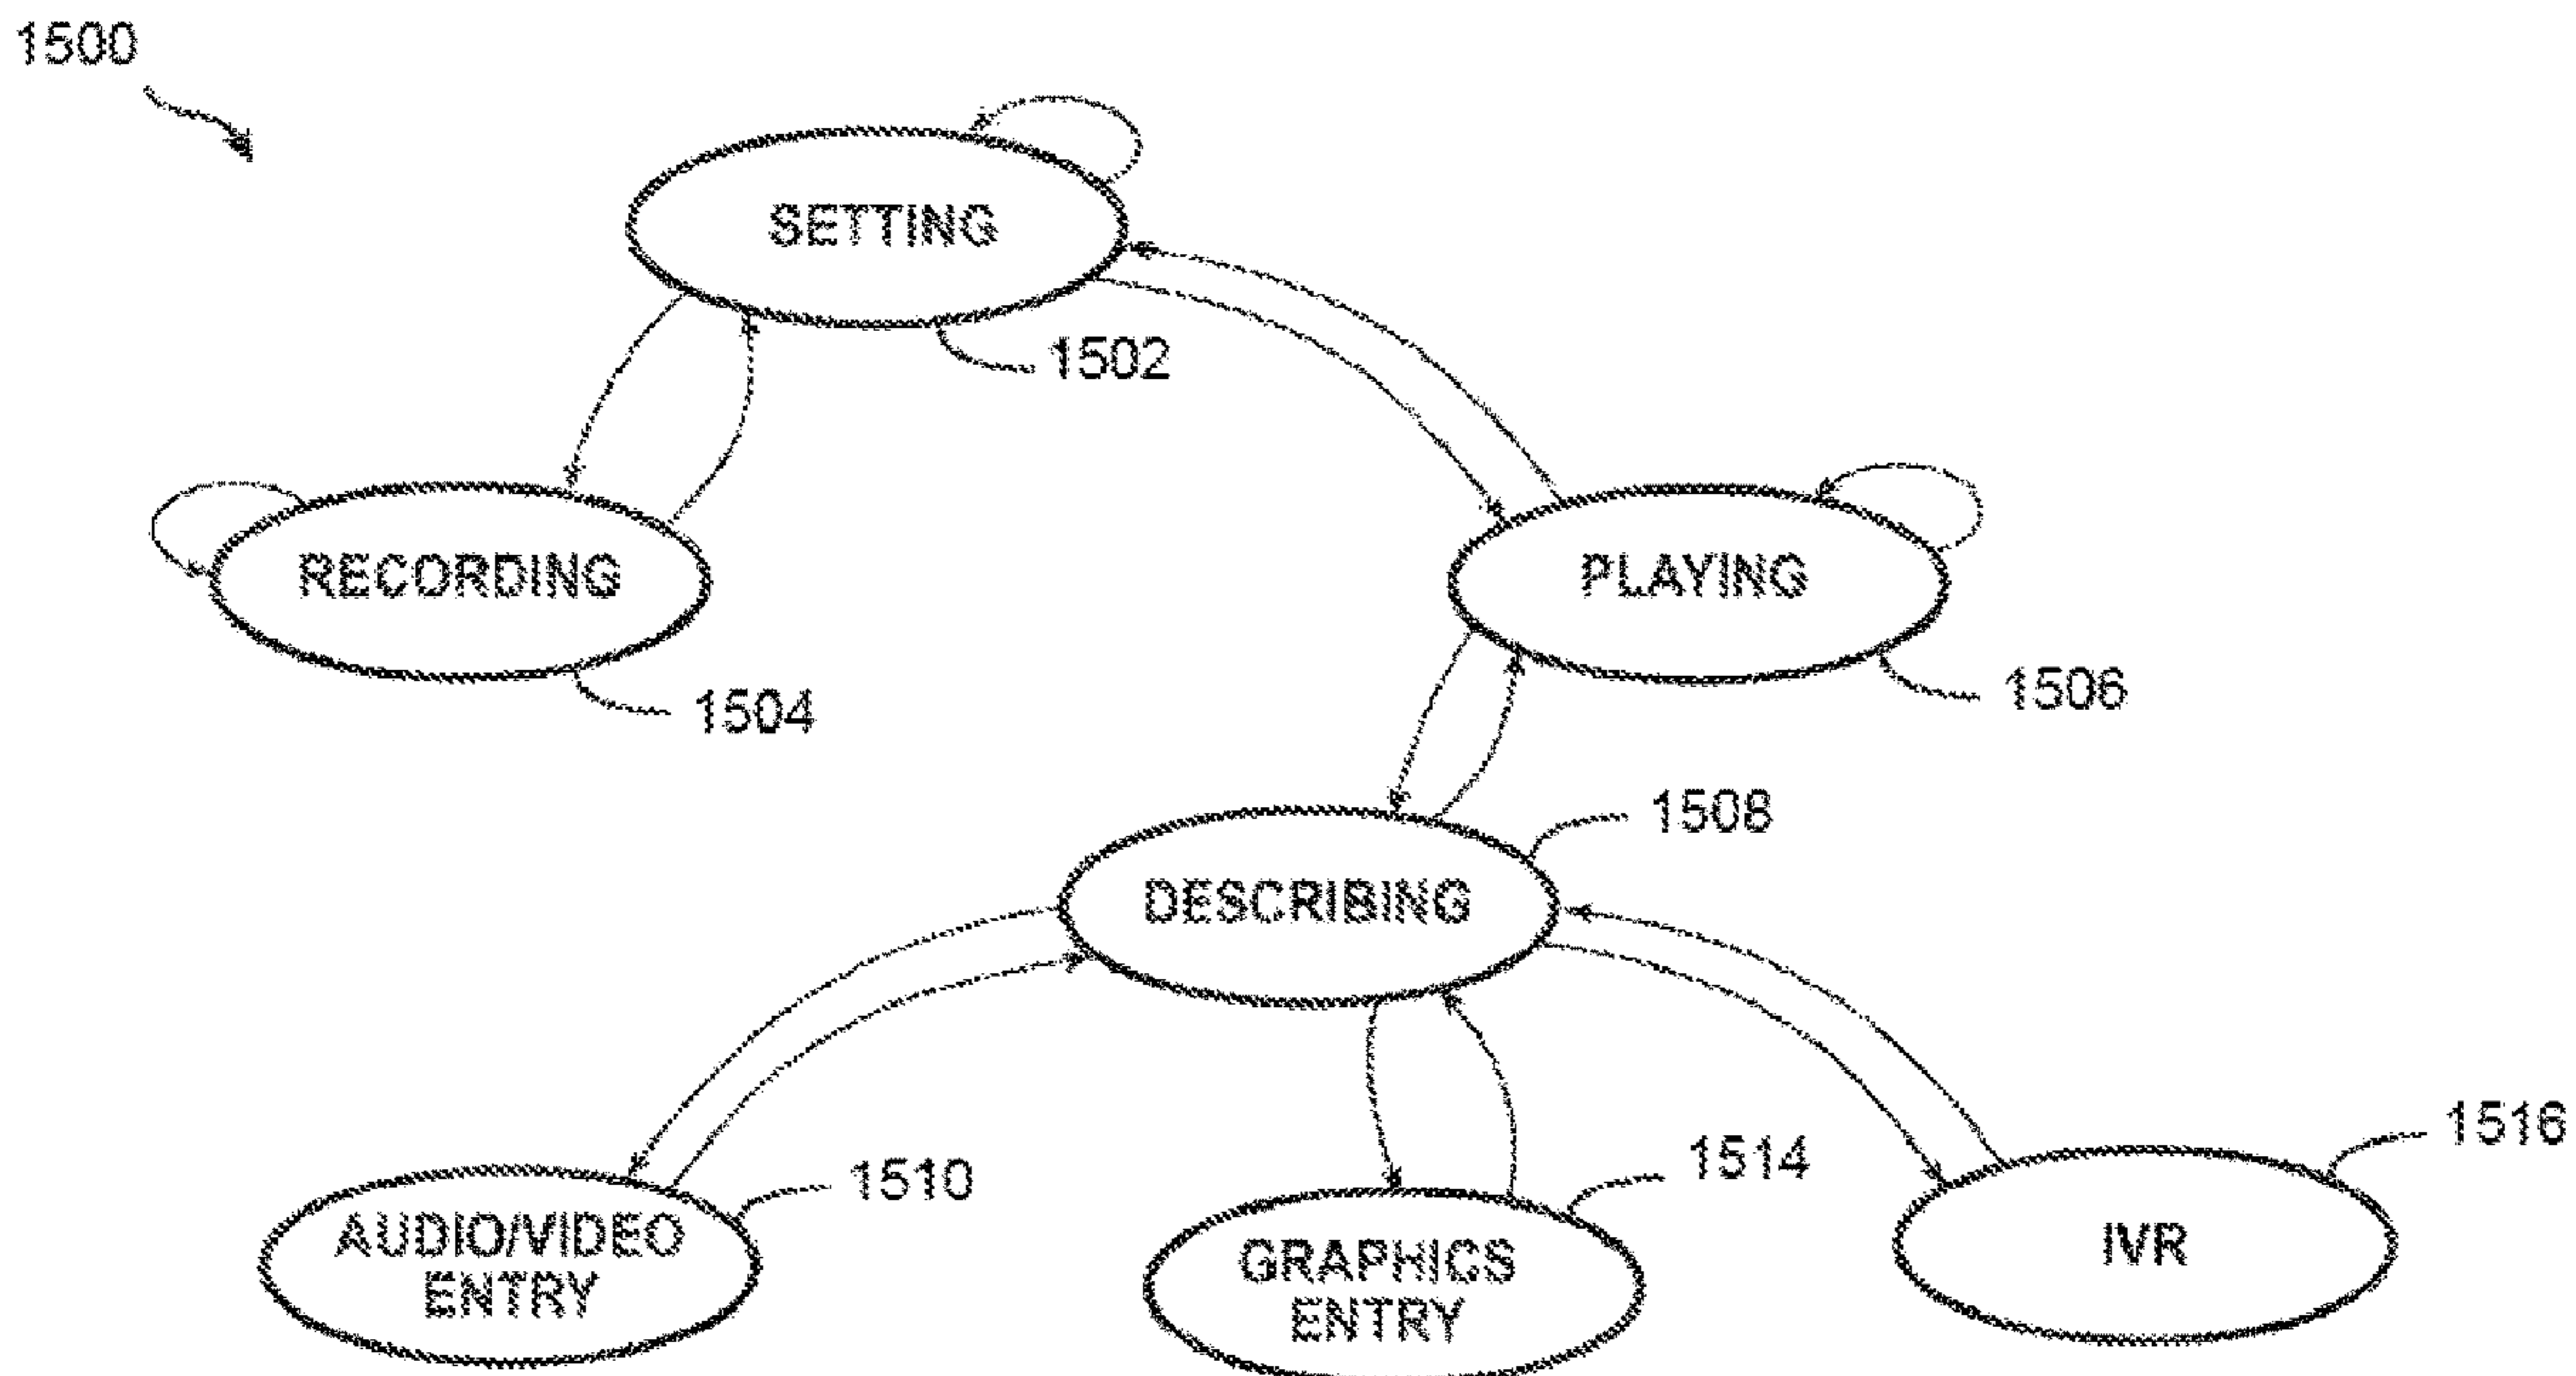 1500
SETTING
1502
RECORDING
PLAYING
1504
1506
1508
DESCRIBING
1510
1514
1516
AUDIO/VIDEO
ENTRY
GRAPHICS
ENTRY
IVR